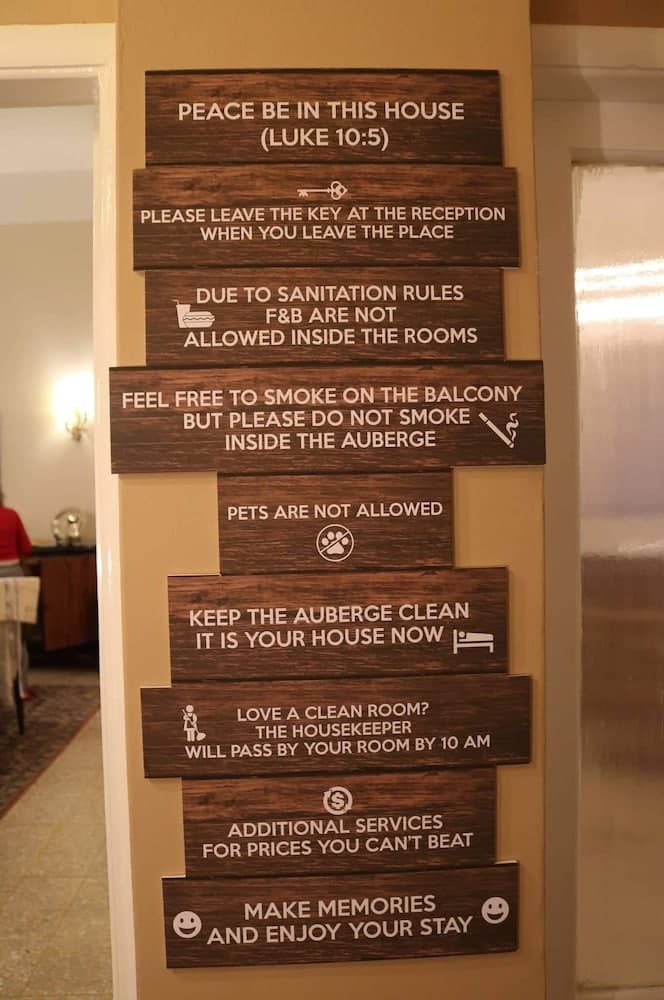 PEACE BE IN THIS HOUSE
(LUKE 10:5)
PLEASE LEAVE THE KEY AT THE RECEPTION
WHEN YOU LEAVE THE PLACE
DUE TO SANITATION RULES
F&B ARE NOT
ALLOWED INSIDE THE ROOMS
FEEL FREE TO SMOKE ON THE BALCONY
BUT PLEASE DO NOT SMOKE
INSIDE THE AUBERGE
PETS ARE NOT ALLOWED
KEEP THE AUBERGE CLEAN
IT IS YOUR HOUSE NOW
LOVE A CLEAN ROOM?
THE HOUSEKEEPER
WILL PASS BY YOUR ROOM BY 10 AM
$
ADDITIONAL SERVICES
FOR PRICES YOU CAN'T BEAT
MAKE MEMORIES
AND ENJOY YOUR STAY